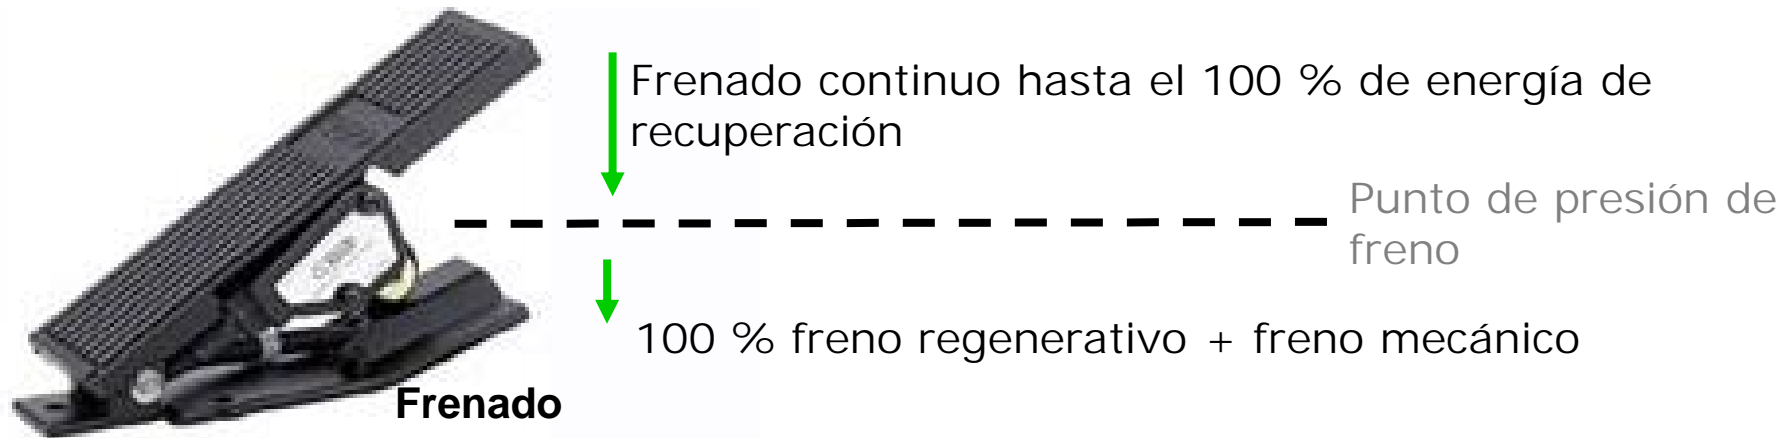 Frenado continuo hasta el 100 % de energía de
recuperación
Punto de presión de
freno
100 % freno regenerativo + freno mecánico
Frenado